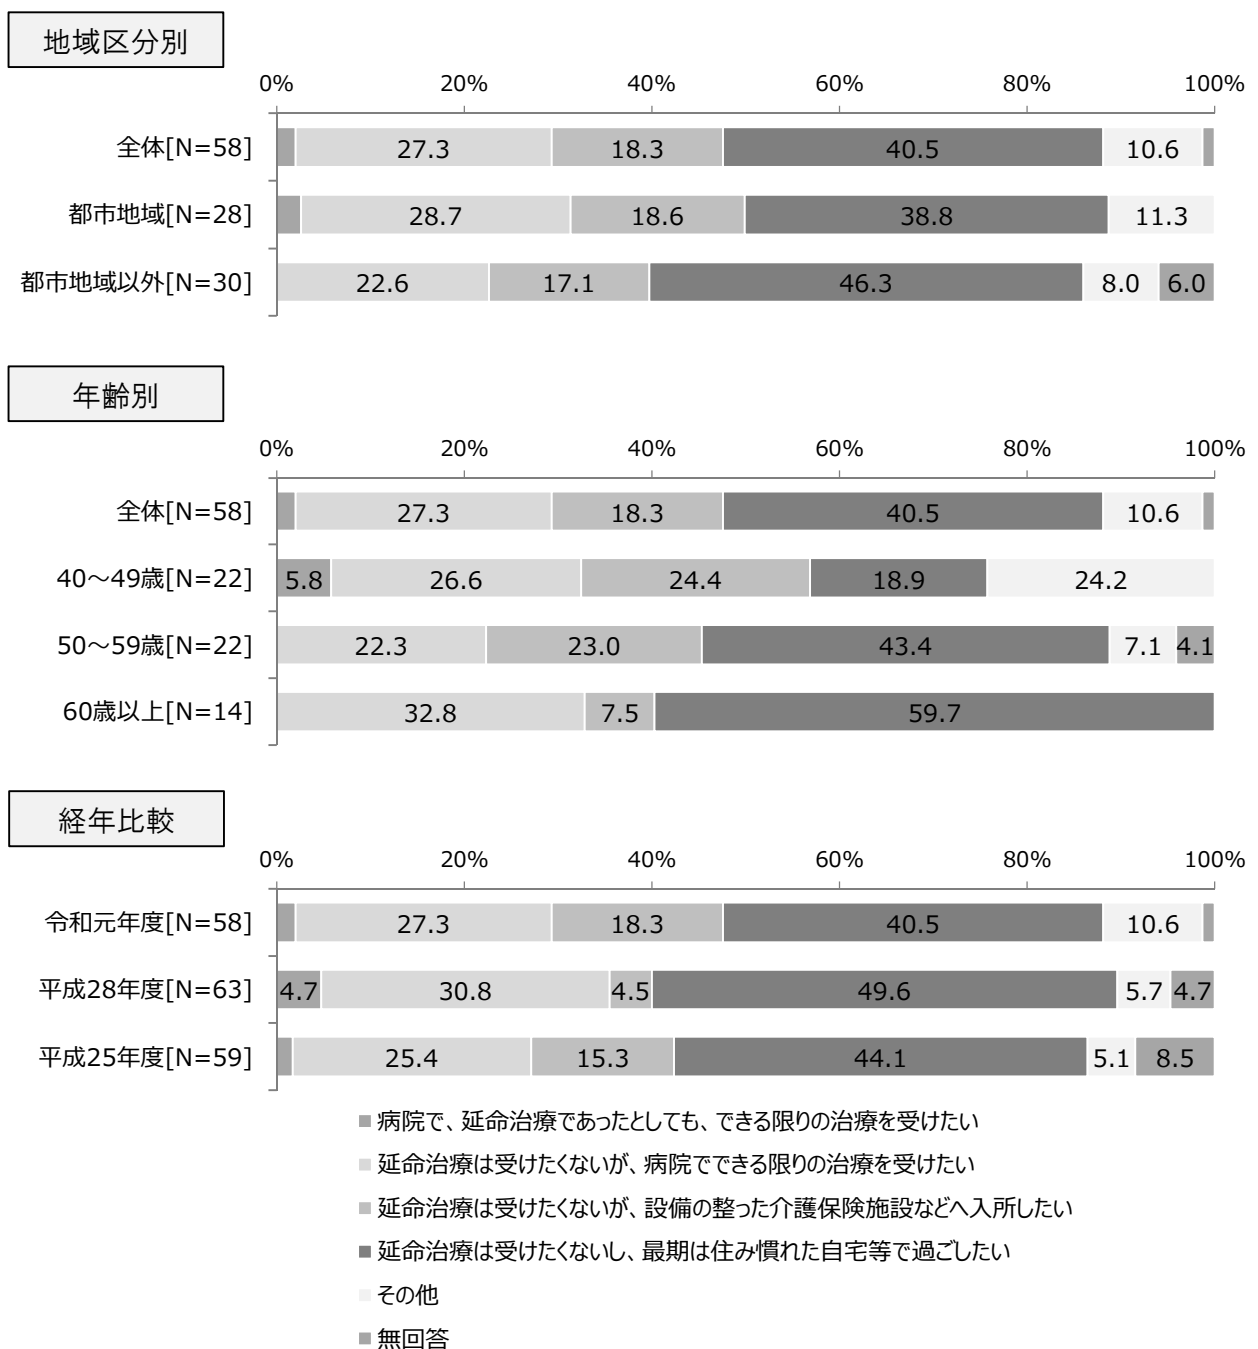 地域区分別
0% 20% 40% 60% 80% 100%
全体[N=58] 27.3 18.3 40.5 10.6
都市地域[N=28] 28.7 18.6 38.8 11.3
都市地域以外[N=30] 22.6 17.1 46.3 8.0 6.0
年齢別
0% 20% 40% 60% 80% 100%
全体[N=58] 27.3 18.3 40.5 10.6
40～49歳[N=22] 5.8 26.6 24.4 18.9 24.2
50～59歳[N=22] 22.3 23.0 43.4 7.1 4.1
60歳以上[N=14] 32.8 7.5 59.7
経年比較
0% 20% 40% 60% 80% 100%
令和元年度[N=58] 27.3 18.3 40.5 10.6
平成28年度[N=63] 4.7 30.8 4.5 49.6 5.7 4.7
平成25年度[N=59] 25.4 15.3 44.1 5.1 8.5
病院で、延命治療であったとしても、できる限りの治療を受けたい
延命治療は受けたくないが、病院でできる限りの治療を受けたい
延命治療は受けたくないが、設備の整った介護保険施設などへ入所したい
延命治療は受けたくないし、最期は住み慣れた自宅等で過ごしたい
その他
無回答